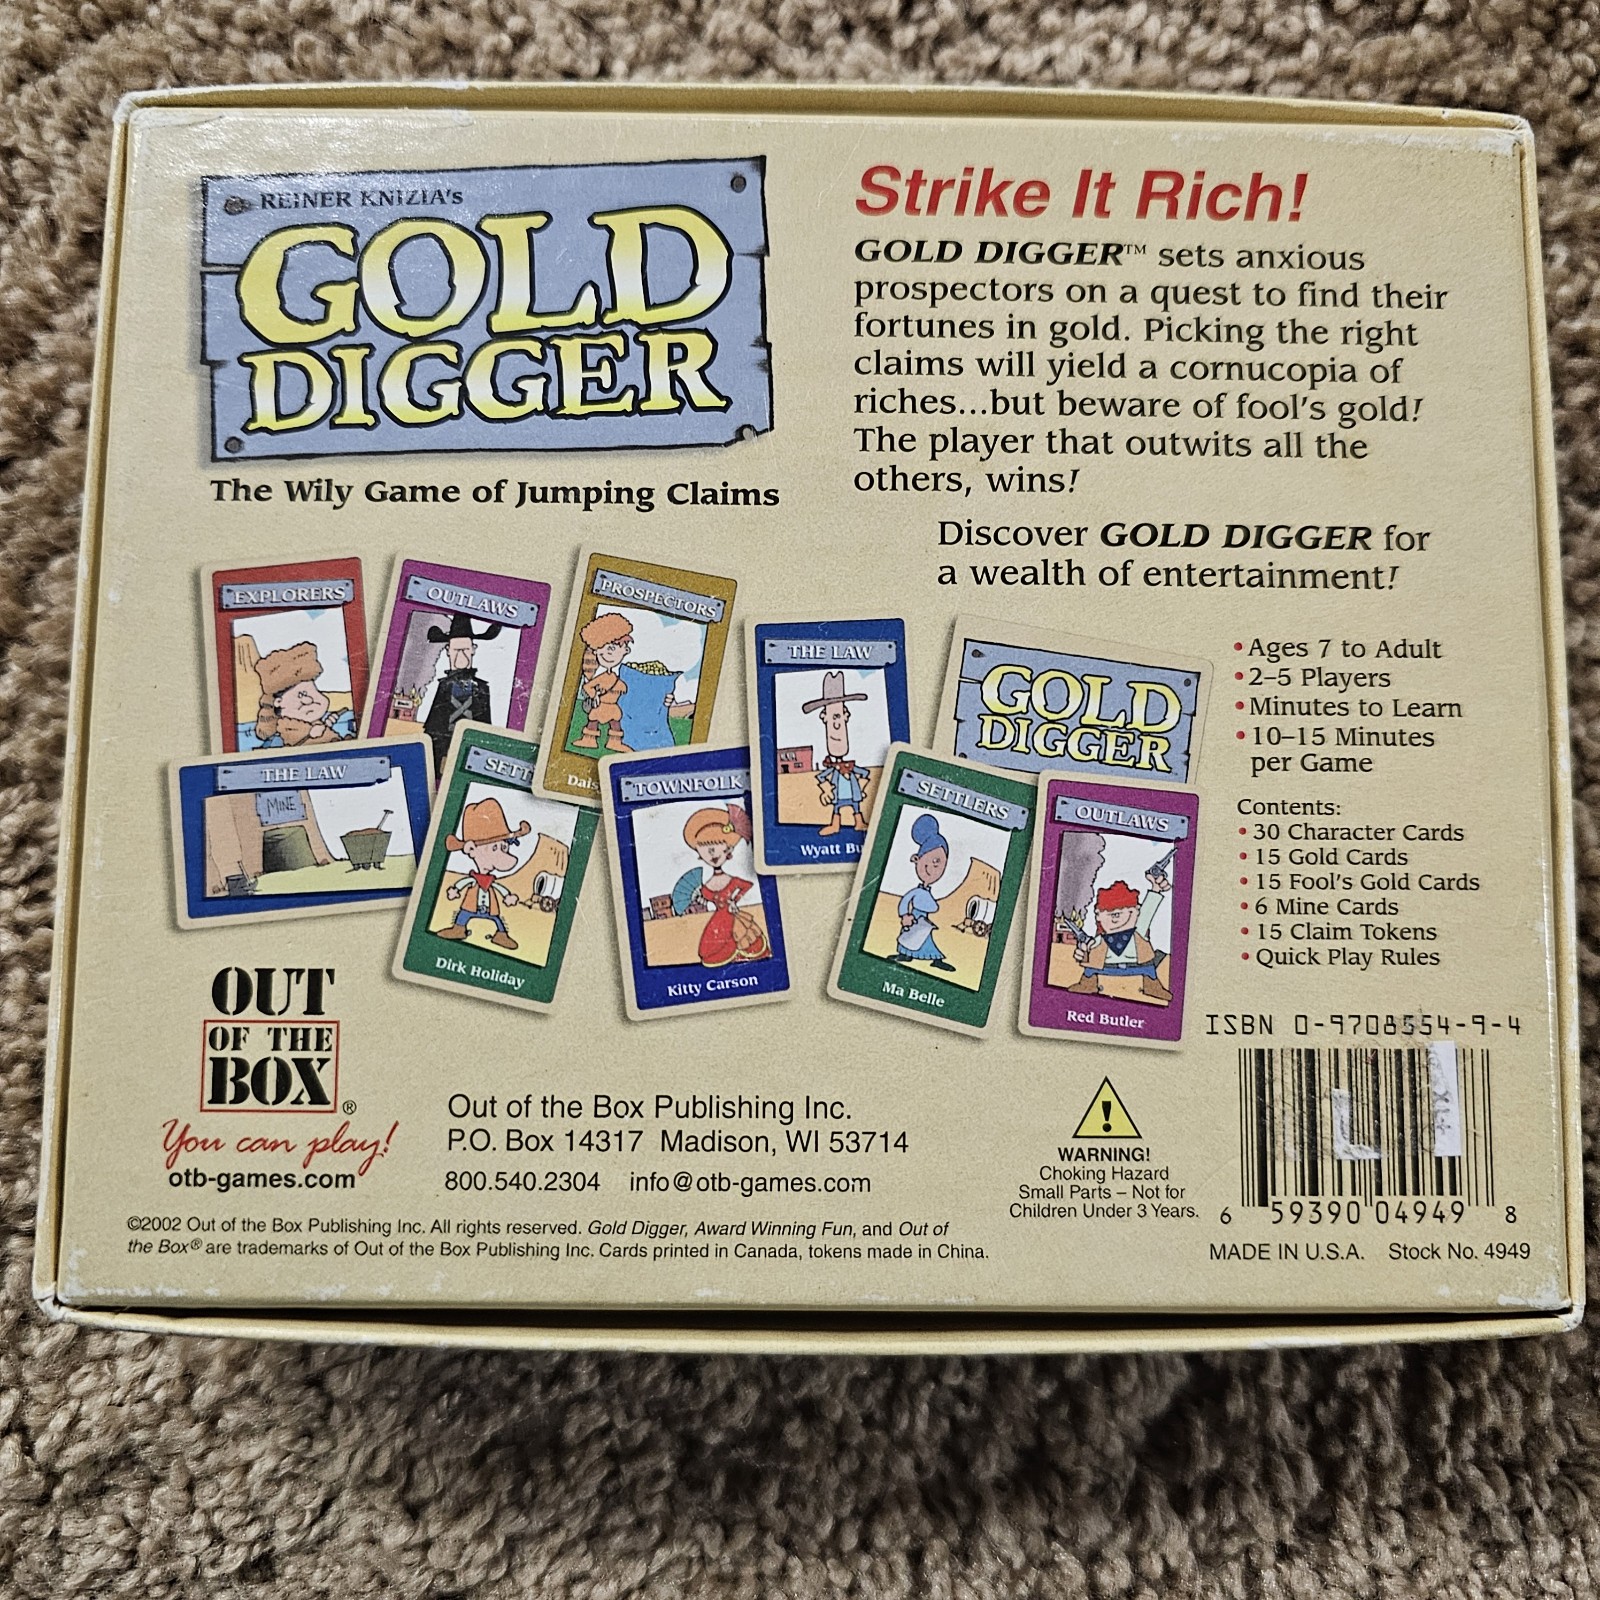 REINER KNIZIA's
GOLD
DIGGER
The Wily Game of Jumping Claims
Strike It Rich!
GOLD DIGGER™ sets anxious
prospectors on a quest to find their
fortunes in gold. Picking the right
claims will yield a cornucopia of
riches...but beware of fool's gold!
The player that outwits all the
others, wins!
Discover GOLD DIGGER for
a wealth of entertainment!
EXPLORERS
OUTLAWS
PROSPECTORS
Dais
THE LAW
Wyatt Bu
GOLD
DIGGER
THE LAW
MINE
SETT
Dirk Holiday
TOWNFOLK
Kitty Carson
SETTLERS
Ma Belle
OUTLAWS
Red Butler
• Ages 7 to Adult
• 2–5 Players
• Minutes to Learn
• 10–15 Minutes
per Game
Contents:
• 30 Character Cards
• 15 Gold Cards
• 15 Fool's Gold Cards
• 6 Mine Cards
• 15 Claim Tokens
• Quick Play Rules
OUT
OF THE
BOX®
You can play!
otb-games.com
Out of the Box Publishing Inc.
P.O. Box 14317 Madison, WI 53714
800.540.2304 info@otb-games.com
©2002 Out of the Box Publishing Inc. All rights reserved. Gold Digger, Award Winning Fun, and Out of
the Box® are trademarks of Out of the Box Publishing Inc. Cards printed in Canada, tokens made in China.
WARNING!
Choking Hazard
Small Parts – Not for
Children Under 3 Years.
ISBN 0-9708554-9-4
6 59390 04949 8
MADE IN U.S.A. Stock No. 4949